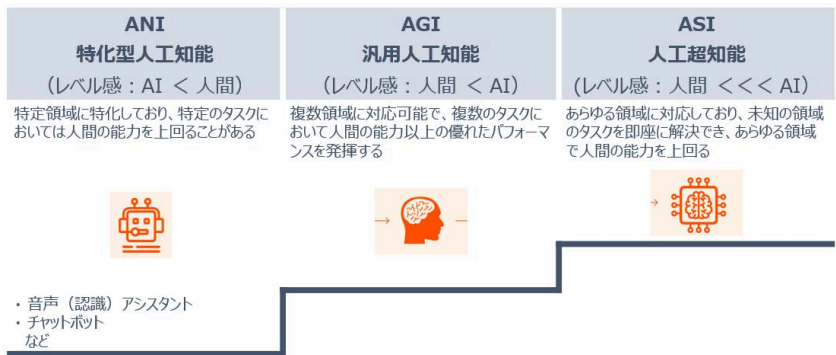 ANI
特化型人工知能
(レベル感:AI < 人間)
特定領域に特化しており、特定のタスクに
おいては人間の能力を上回ることがある
・音声(認識)アシスタント
・チャットボット
など
AGI
汎用人工知能
(レベル感:人間 < AI)
複数領域に対応可能で、複数のタスクに
おいて人間の能力以上の優れたパフォーマ
ンスを発揮する
ASI
人工超知能
(レベル感:人間 <<< AI)
あらゆる領域に対応しており、未知の領域
のタスクを即座に解決でき、あらゆる領域
で人間の能力を上回る